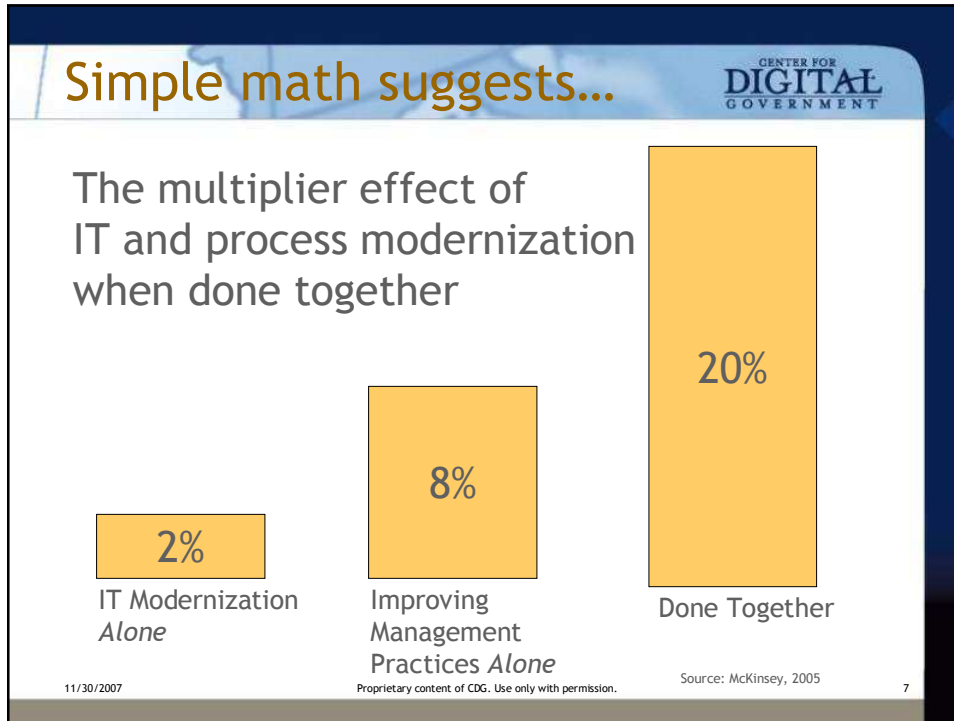 Simple math suggests…
CENTER FOR
DIGITAL
GOVERNMENT
The multiplier effect of
IT and process modernization
when done together
20%
8%
2%
IT Modernization
Alone
Improving
Management
Practices Alone
Done Together
Source: McKinsey, 2005
11/30/2007
Proprietary content of CDG. Use only with permission.
7